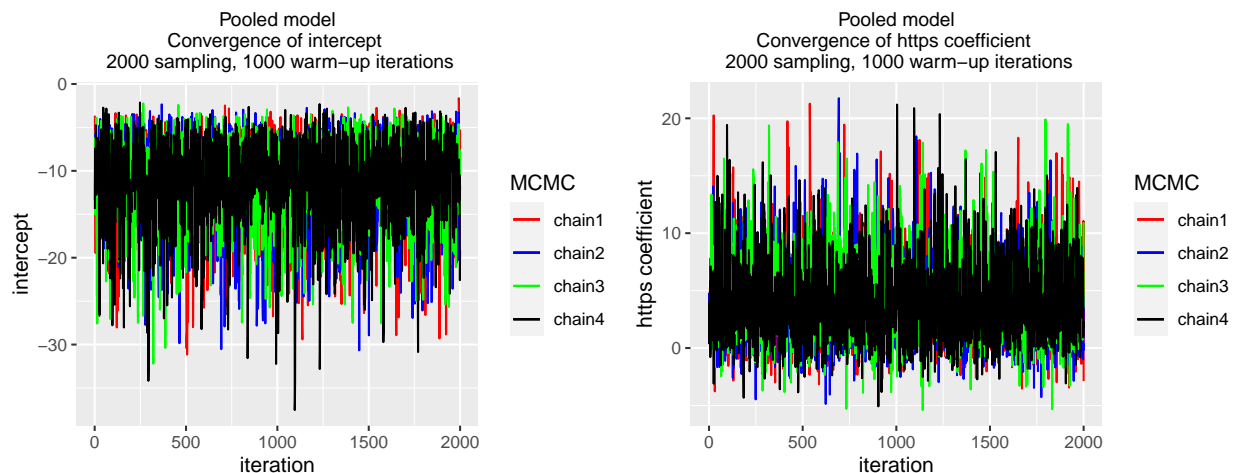 Pooled model
Convergence of intercept
2000 sampling, 1000 warm−up iterations
0
−10
−20
−30
intercept
0
500
1000
1500
2000
iteration
MCMC
chain1
chain2
chain3
chain4
Pooled model
Convergence of https coefficient
2000 sampling, 1000 warm−up iterations
20
10
0
https coefficient
0
500
1000
1500
2000
iteration
MCMC
chain1
chain2
chain3
chain4